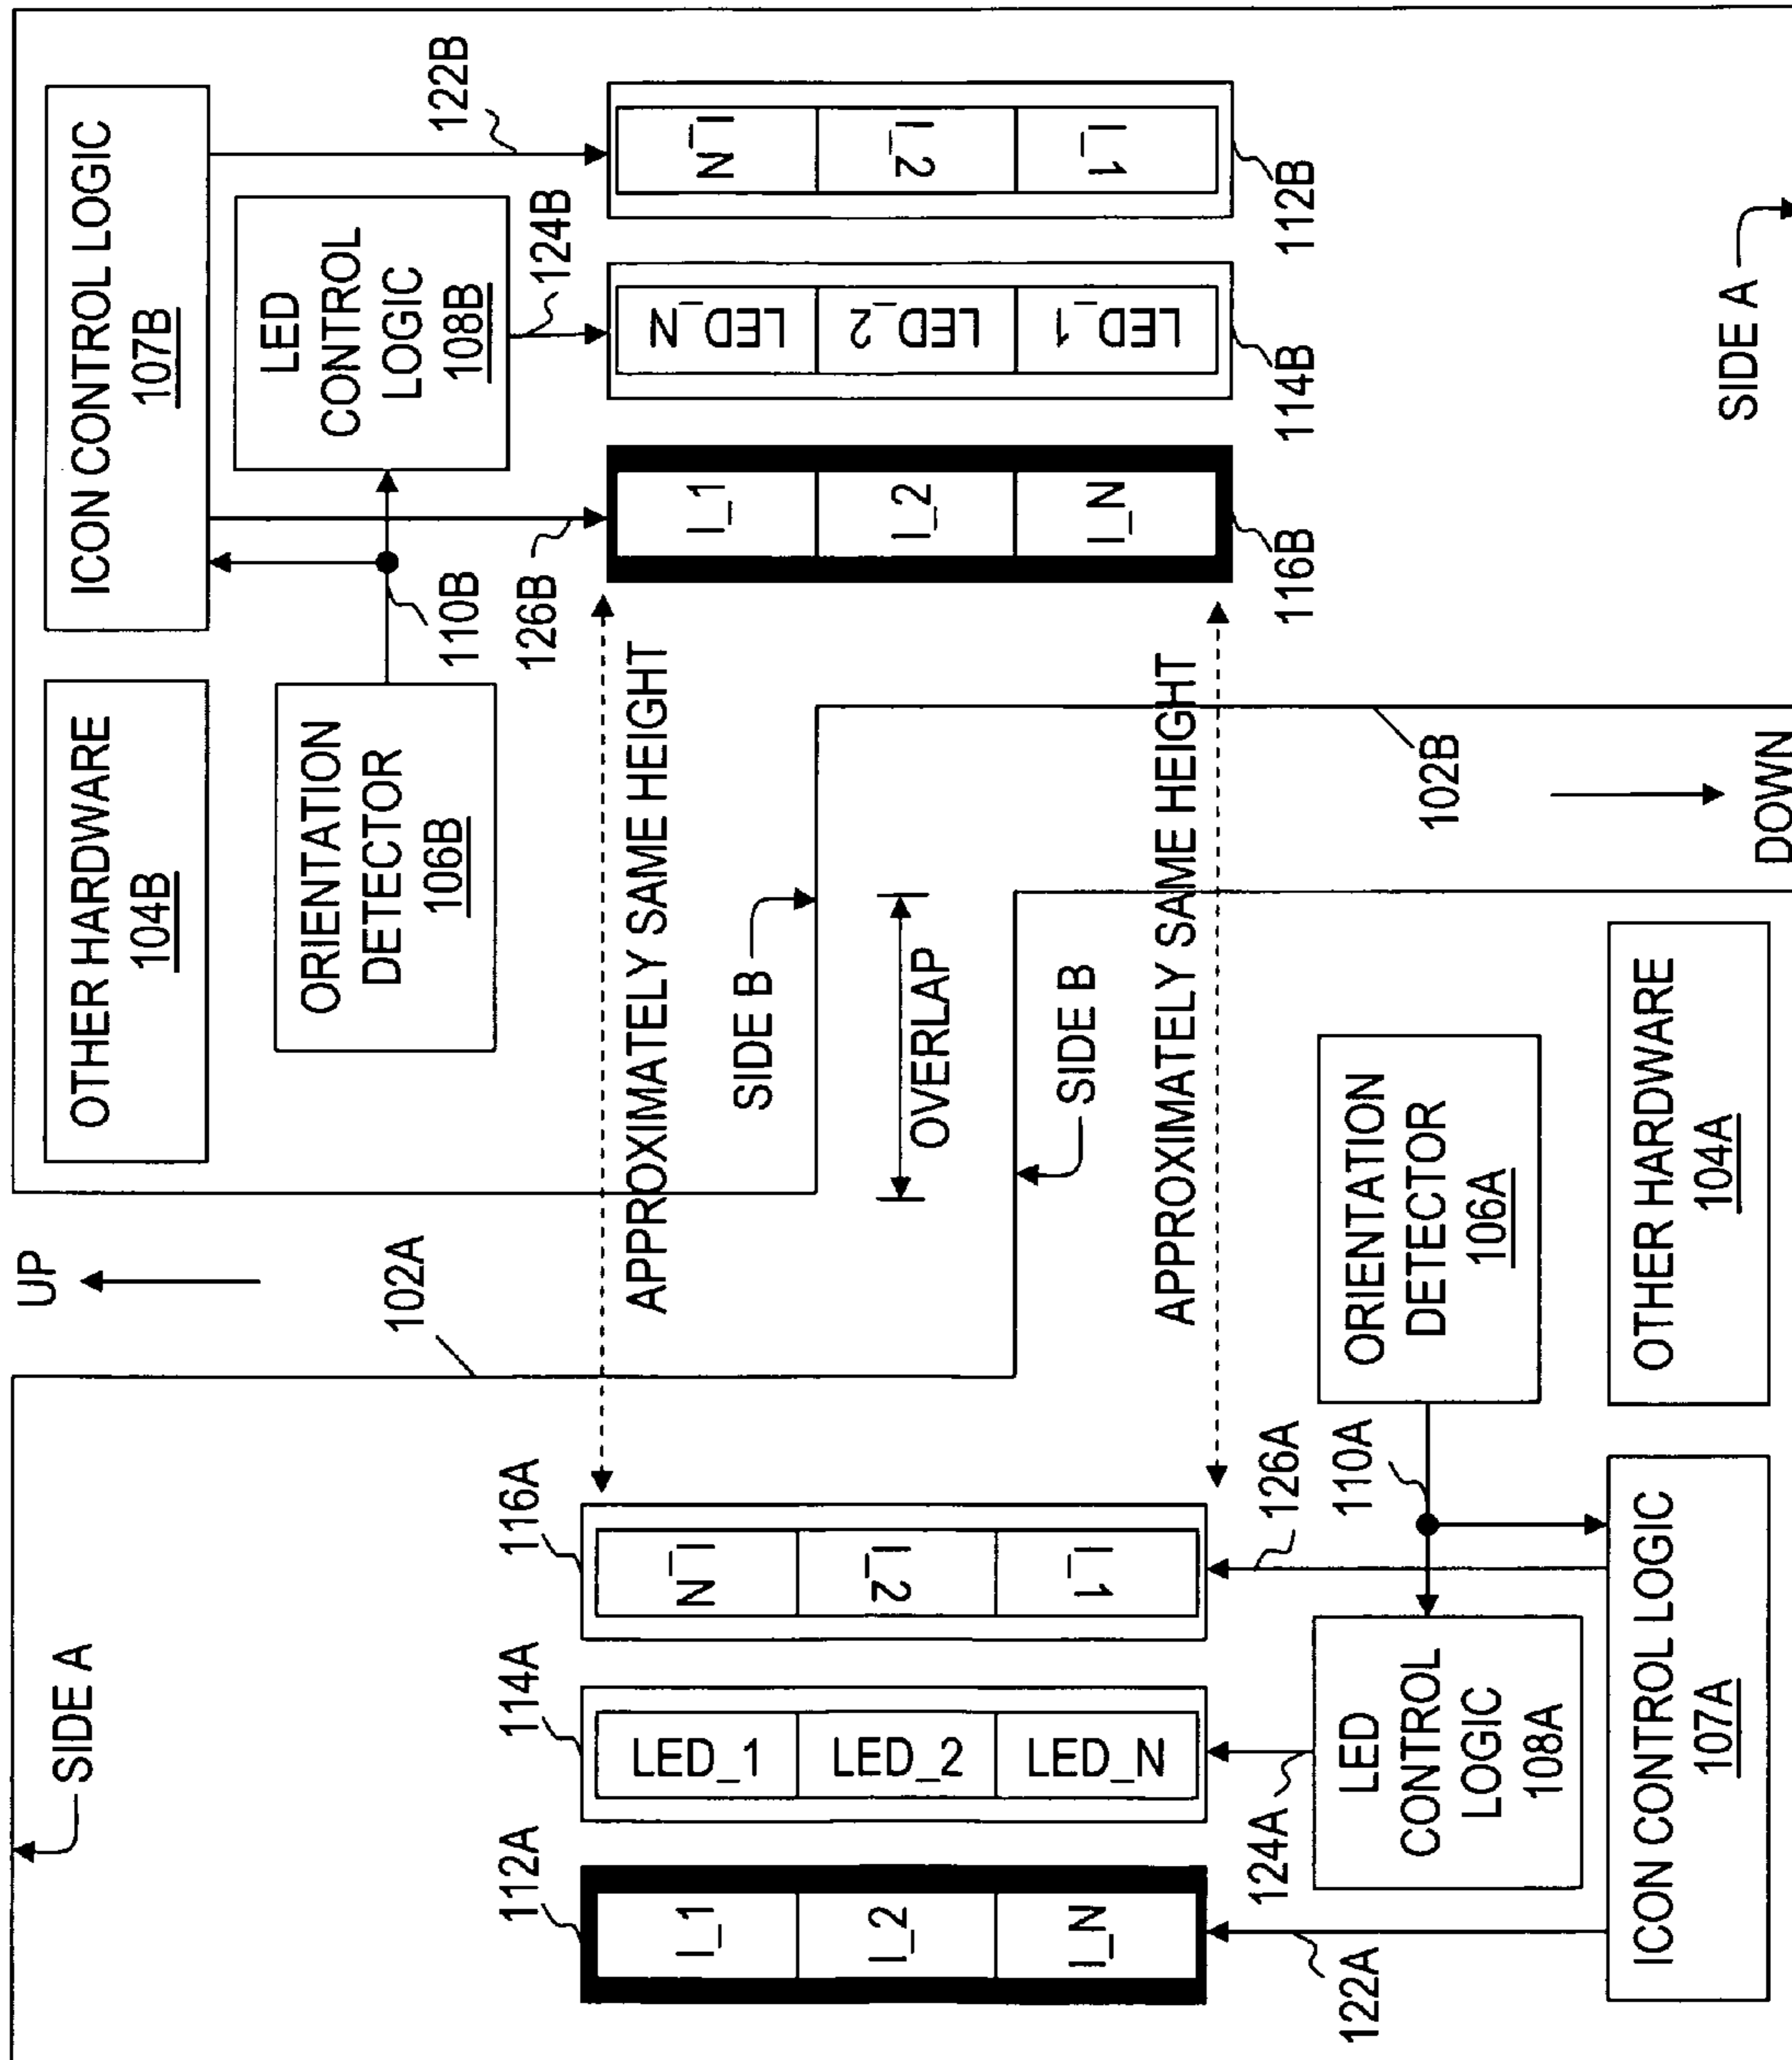 UP
SIDE A
102A
112A
114A
116A
I_1
I_2
I_N
LED_1
LED_2
LED_N
I_N
I_2
I_1
122A
124A
126A
LED
CONTROL
LOGIC
108A
110A
ORIENTATION
DETECTOR
106A
ICON CONTROL LOGIC
107A
OTHER HARDWARE
104A
APPROXIMATELY SAME HEIGHT
SIDE B
OVERLAP
SIDE B
APPROXIMATELY SAME HEIGHT
OTHER HARDWARE
104B
ICON CONTROL LOGIC
107B
ORIENTATION
DETECTOR
106B
110B
LED
CONTROL
LOGIC
108B
126B
124B
122B
I_1
I_2
I_N
LED_N
LED_2
LED_1
I_N
I_2
I_1
116B
114B
112B
102B
DOWN
SIDE A